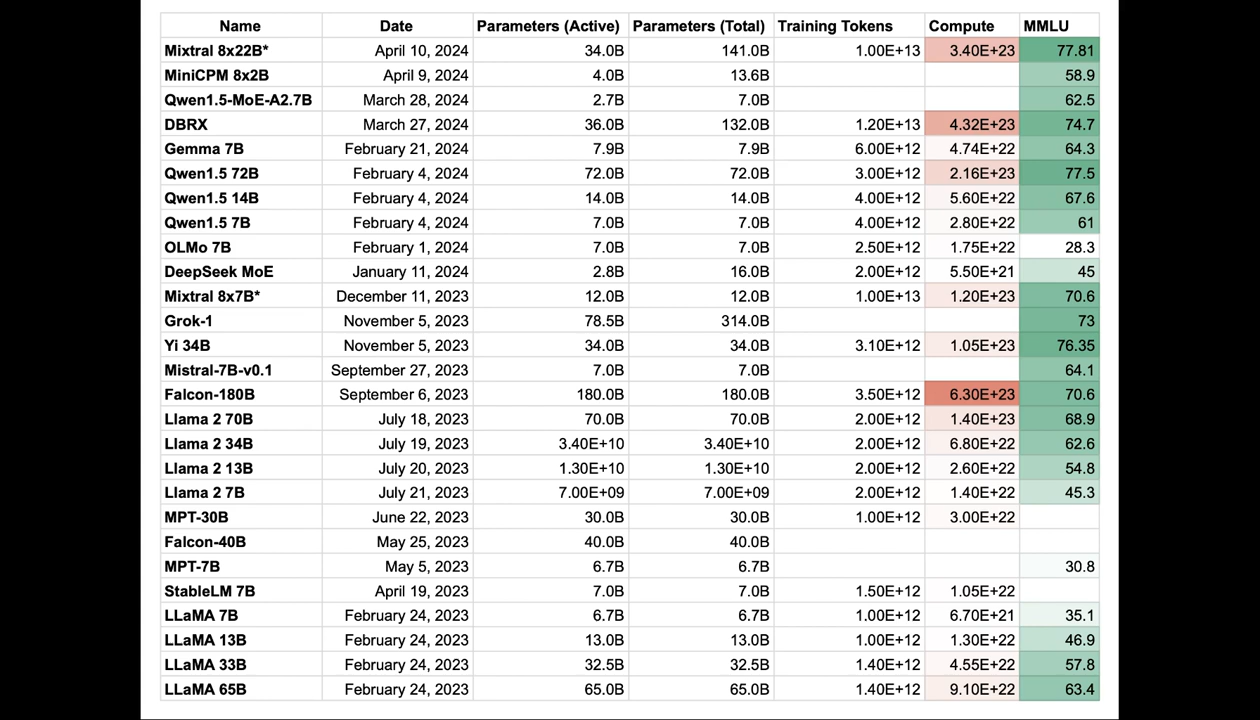 Name Date Parameters (Active) Parameters (Total) Training Tokens Compute MMLU
Mixtral 8x22B* April 10, 2024 34.0B 141.0B 1.00E+13 3.40E+23 77.81
MiniCPM 8x2B April 9, 2024 4.0B 13.6B 58.9
Qwen1.5-MoE-A2.7B March 28, 2024 2.7B 7.0B 62.5
DBRX March 27, 2024 36.0B 132.0B 1.20E+13 4.32E+23 74.7
Gemma 7B February 21, 2024 7.9B 7.9B 6.00E+12 4.74E+22 64.3
Qwen1.5 72B February 4, 2024 72.0B 72.0B 3.00E+12 2.16E+23 77.5
Qwen1.5 14B February 4, 2024 14.0B 14.0B 4.00E+12 5.60E+22 67.6
Qwen1.5 7B February 4, 2024 7.0B 7.0B 4.00E+12 2.80E+22 61
OLMo 7B February 1, 2024 7.0B 7.0B 2.50E+12 1.75E+22 28.3
DeepSeek MoE January 11, 2024 2.8B 16.0B 2.00E+12 5.50E+21 45
Mixtral 8x7B* December 11, 2023 12.0B 12.0B 1.00E+13 1.20E+23 70.6
Grok-1 November 5, 2023 78.5B 314.0B 73
Yi 34B November 5, 2023 34.0B 34.0B 3.10E+12 1.05E+23 76.35
Mistral-7B-v0.1 September 27, 2023 7.0B 7.0B 64.1
Falcon-180B September 6, 2023 180.0B 180.0B 3.50E+12 6.30E+23 70.6
Llama 2 70B July 18, 2023 70.0B 70.0B 2.00E+12 1.40E+23 68.9
Llama 2 34B July 19, 2023 3.40E+10 3.40E+10 2.00E+12 6.80E+22 62.6
Llama 2 13B July 20, 2023 1.30E+10 1.30E+10 2.00E+12 2.60E+22 54.8
Llama 2 7B July 21, 2023 7.00E+09 7.00E+09 2.00E+12 1.40E+22 45.3
MPT-30B June 22, 2023 30.0B 30.0B 1.00E+12 3.00E+22
Falcon-40B May 25, 2023 40.0B 40.0B
MPT-7B May 5, 2023 6.7B 6.7B 30.8
StableLM 7B April 19, 2023 7.0B 7.0B 1.50E+12 1.05E+22
LLaMA 7B February 24, 2023 6.7B 6.7B 1.00E+12 6.70E+21 35.1
LLaMA 13B February 24, 2023 13.0B 13.0B 1.00E+12 1.30E+22 46.9
LLaMA 33B February 24, 2023 32.5B 32.5B 1.40E+12 4.55E+22 57.8
LLaMA 65B February 24, 2023 65.0B 65.0B 1.40E+12 9.10E+22 63.4